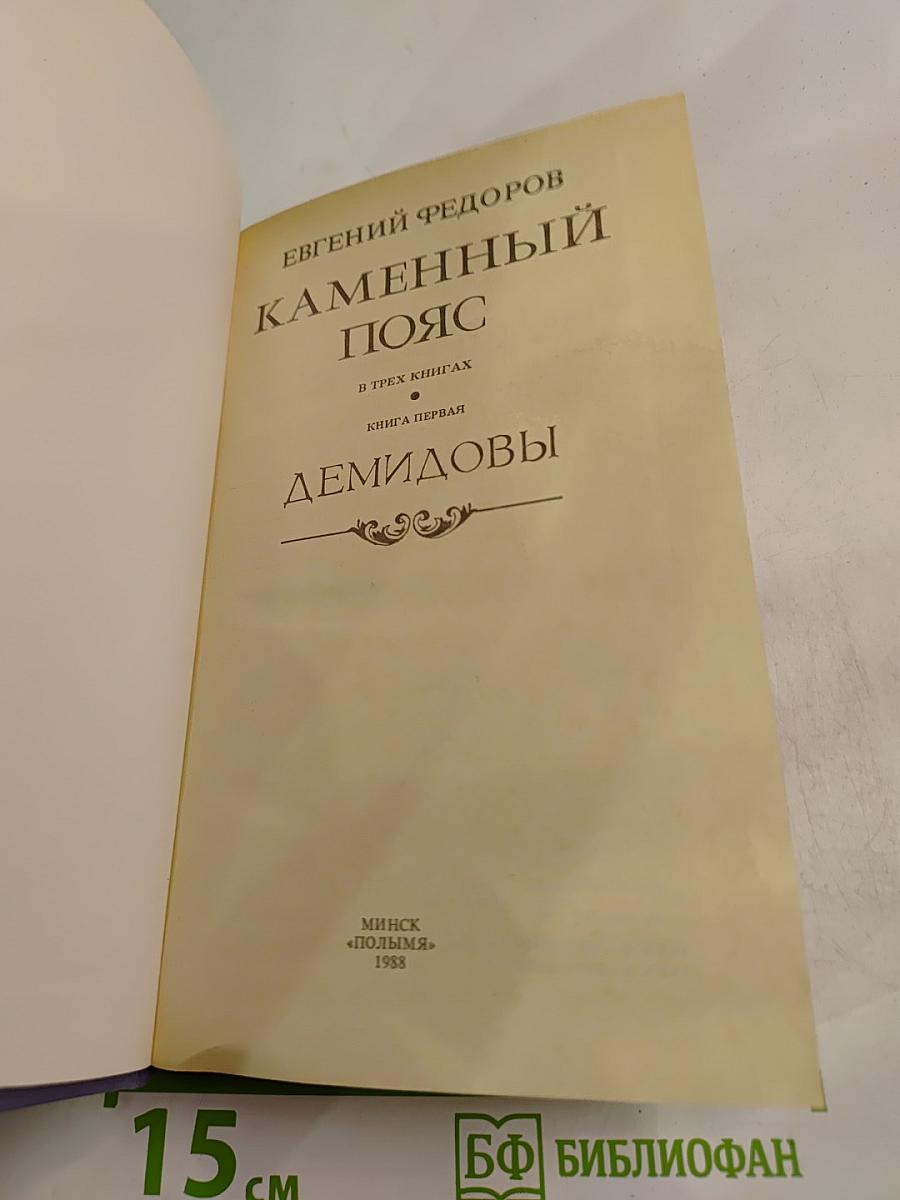 ЕВГЕНИЙ ФЕДОРОВ
КАМЕННЫЙ
ПОЯС
В ТРЕХ КНИГАХ
КНИГА ПЕРВАЯ
ДЕМИДОВЫ
МИНСК
«ПОЛЫМЯ»
1988
15 см
БФ БИБЛИОФАН